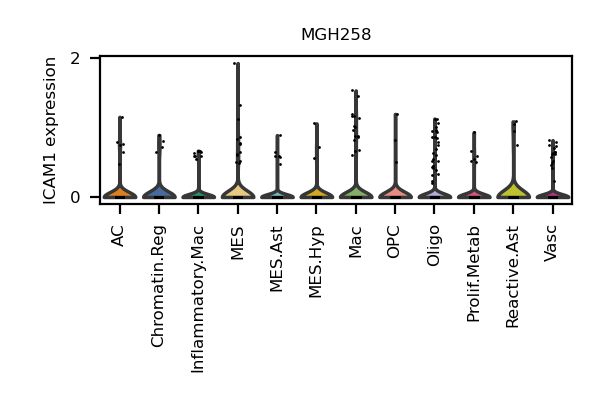 MGH258
ICAM1 expression
2
0
AC
Chromatin.Reg
Inflammatory.Mac
MES
MES.Ast
MES.Hyp
Mac
OPC
Oligo
Prolif.Metab
Reactive.Ast
Vasc